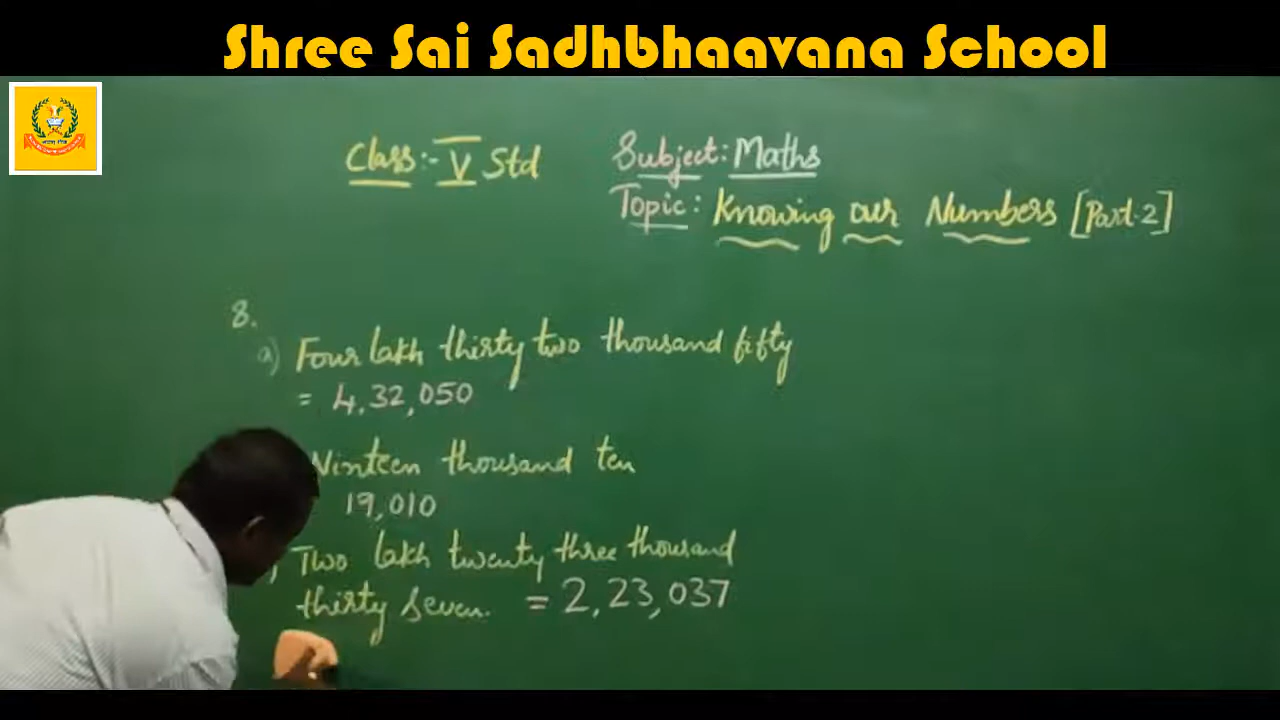 Shree Sai Sadhbhaavana School
Class:- V Std
Subject: Maths
Topic: Knowing our Numbers [Part-2]
8.
a) Four lakh thirty two thousand fifty
= 4,32,050
Ninteen thousand ten
19,010
Two lakh twenty three thousand
thirty seven. = 2,23,037